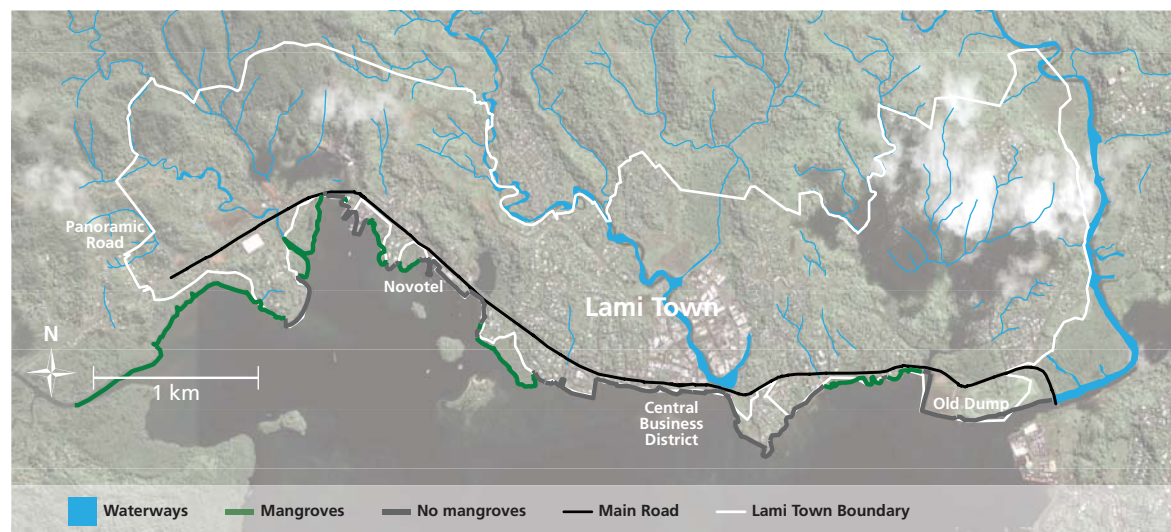 Panoramic
Road
Novotel
Lami Town
N
1 km
Central
Business
District
Old Dump
Waterways
Mangroves
No mangroves
Main Road
Lami Town Boundary